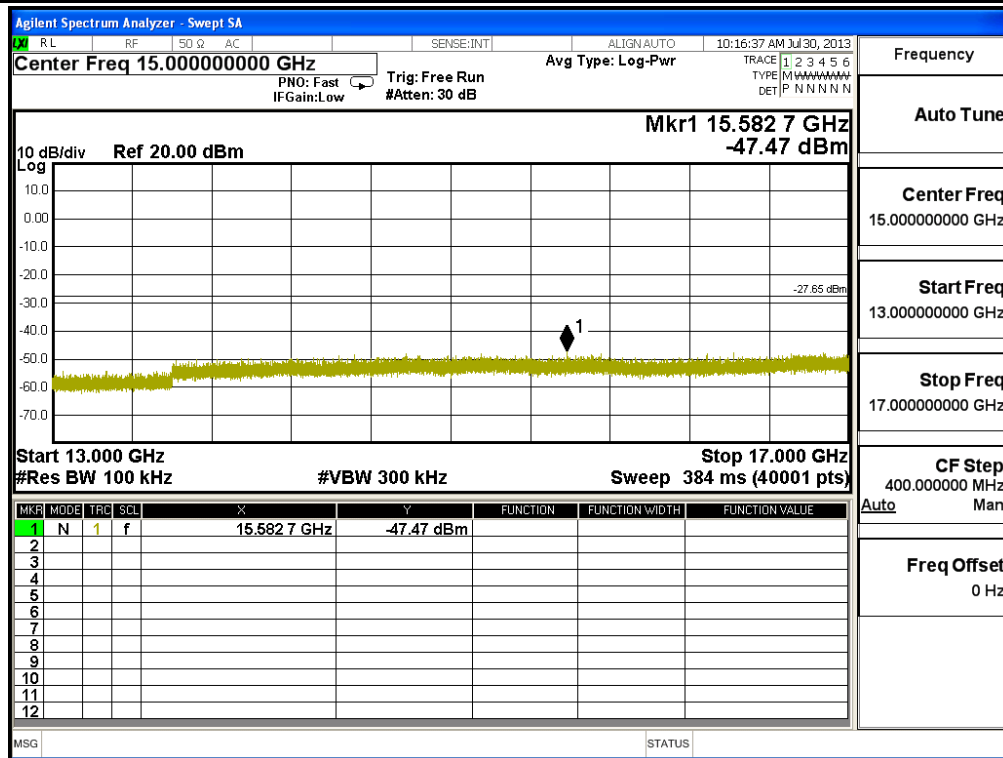 Agilent Spectrum Analyzer - Swept SA
LXI RL RF 50 Ω AC SENSE:INT ALIGN AUTO 10:16:37 AM Jul 30, 2013
Center Freq 15.000000000 GHz
PNO: Fast
IFGain:Low
Trig: Free Run
#Atten: 30 dB
Avg Type: Log-Pwr
TRACE 1 2 3 4 5 6
TYPE M W W W W W
DET P N N N N N
Mkr1 15.582 7 GHz
-47.47 dBm
10 dB/div Ref 20.00 dBm
Log
10.0
0.00
-10.0
-20.0
-27.65 dBm
-30.0
-40.0
1
-50.0
-60.0
-70.0
Start 13.000 GHz Stop 17.000 GHz
#Res BW 100 kHz #VBW 300 kHz Sweep 384 ms (40001 pts)
MKR MODE TRC SCL X Y FUNCTION FUNCTION WIDTH FUNCTION VALUE
1 N 1 f 15.582 7 GHz -47.47 dBm
2
3
4
5
6
7
8
9
10
11
12
MSG STATUS
Frequency
Auto Tune
Center Freq
15.000000000 GHz
Start Freq
13.000000000 GHz
Stop Freq
17.000000000 GHz
CF Step
400.000000 MHz
Auto Man
Freq Offset
0 Hz